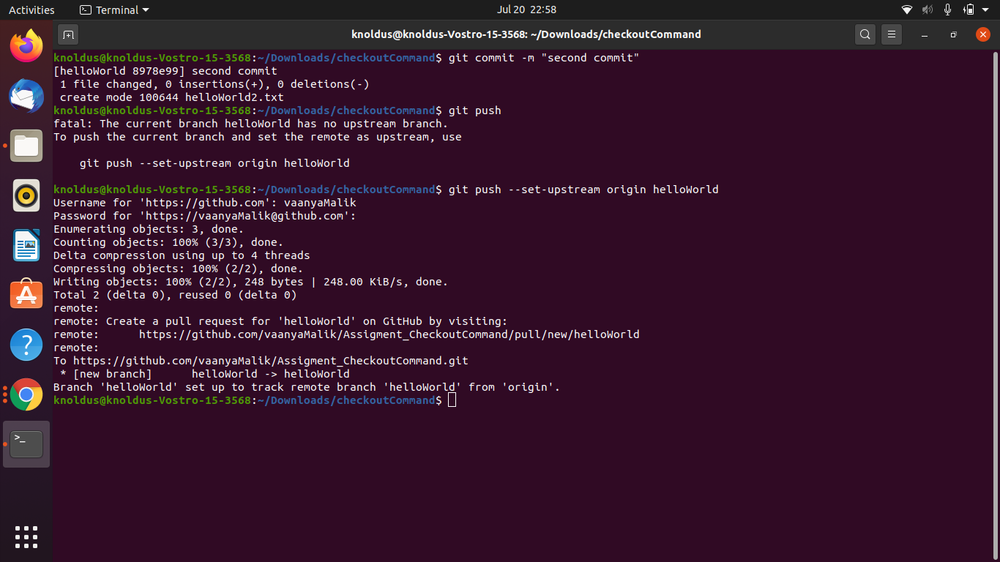 Activities
Terminal
Jul 20 22:58
knoldus@knoldus-Vostro-15-3568: ~/Downloads/checkoutCommand
knoldus@knoldus-Vostro-15-3568:~/Downloads/checkoutCommand$ git commit -m "second commit"
[helloWorld 8978e99] second commit
 1 file changed, 0 insertions(+), 0 deletions(-)
 create mode 100644 helloWorld2.txt
knoldus@knoldus-Vostro-15-3568:~/Downloads/checkoutCommand$ git push
fatal: The current branch helloWorld has no upstream branch.
To push the current branch and set the remote as upstream, use
    git push --set-upstream origin helloWorld
knoldus@knoldus-Vostro-15-3568:~/Downloads/checkoutCommand$ git push --set-upstream origin helloWorld
Username for 'https://github.com': vaanyaMalik
Password for 'https://vaanyaMalik@github.com':
Enumerating objects: 3, done.
Counting objects: 100% (3/3), done.
Delta compression using up to 4 threads
Compressing objects: 100% (2/2), done.
Writing objects: 100% (2/2), 248 bytes | 248.00 KiB/s, done.
Total 2 (delta 0), reused 0 (delta 0)
remote:
remote: Create a pull request for 'helloWorld' on GitHub by visiting:
remote:      https://github.com/vaanyaMalik/Assigment_CheckoutCommand/pull/new/helloWorld
remote:
To https://github.com/vaanyaMalik/Assigment_CheckoutCommand.git
 * [new branch]      helloWorld -> helloWorld
Branch 'helloWorld' set up to track remote branch 'helloWorld' from 'origin'.
knoldus@knoldus-Vostro-15-3568:~/Downloads/checkoutCommand$